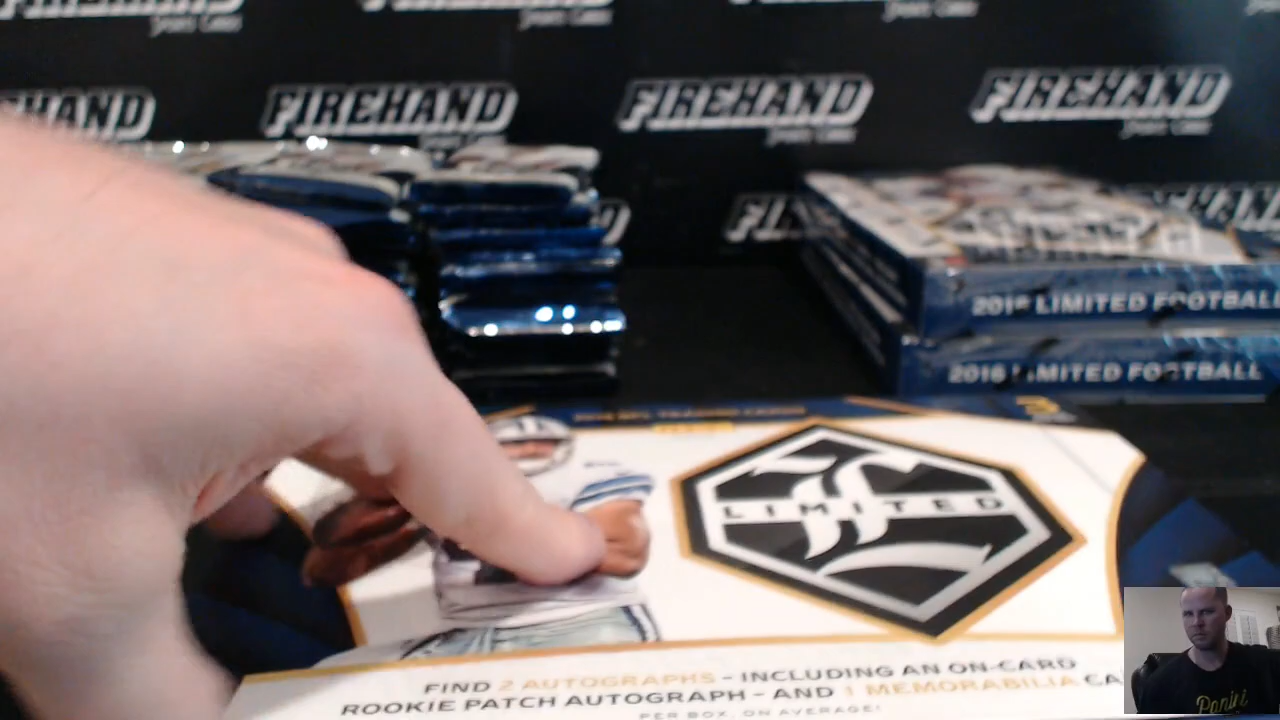 FIREHAND
FIREHAND
FIREHAND
2016 LIMITED FOOTBALL
2016 LIMITED FOOTBALL
LIMITED
FIND 2 AUTOGRAPHS - INCLUDING AN ON-CARD
ROOKIE PATCH AUTOGRAPH - AND 1 MEMORABILIA CA
PER BOX, ON AVERAGE!
Panini